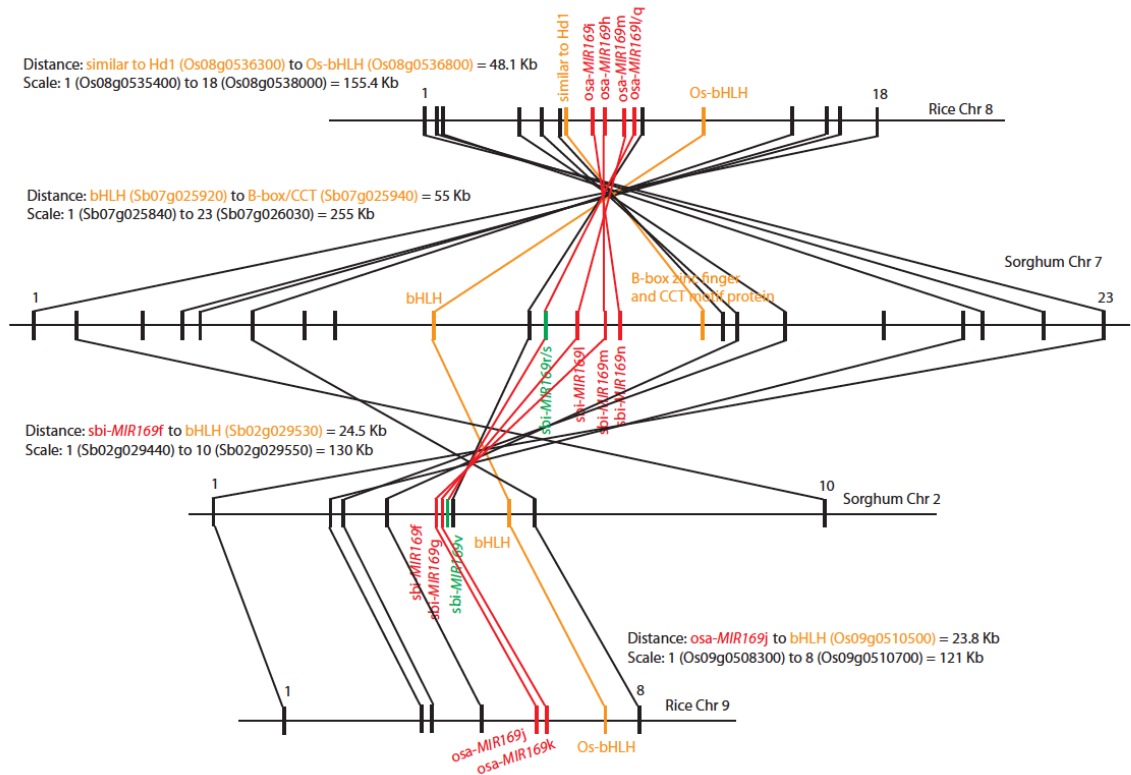 similar to Hd1
osa-MIR169i
osa-MIR169h
osa-MIR169m
osa-MIR169l/q
Distance: similar to Hd1 (Os08g0536300) to Os-bHLH (Os08g0536800) = 48.1 Kb
Scale: 1 (Os08g0535400) to 18 (Os08g0538000) = 155.4 Kb
1
Os-bHLH
18
Rice Chr 8
Distance: bHLH (Sb07g025920) to B-box/CCT (Sb07g025940) = 55 Kb
Scale: 1 (Sb07g025840) to 23 (Sb07g026030) = 255 Kb
Sorghum Chr 7
1
bHLH
B-box zinc finger
and CCT motif protein
23
sbi-MIR169r/s
sbi-MIR169l
sbi-MIR169m
sbi-MIR169n
Distance: sbi-MIR169f to bHLH (Sb02g029530) = 24.5 Kb
Scale: 1 (Sb02g029440) to 10 (Sb02g029550) = 130 Kb
1
10
Sorghum Chr 2
sbi-MIR169f
sbi-MIR169g
sbi-MIR169v
bHLH
Distance: osa-MIR169j to bHLH (Os09g0510500) = 23.8 Kb
Scale: 1 (Os09g0508300) to 8 (Os09g0510700) = 121 Kb
1
8
Rice Chr 9
osa-MIR169j
osa-MIR169k
Os-bHLH